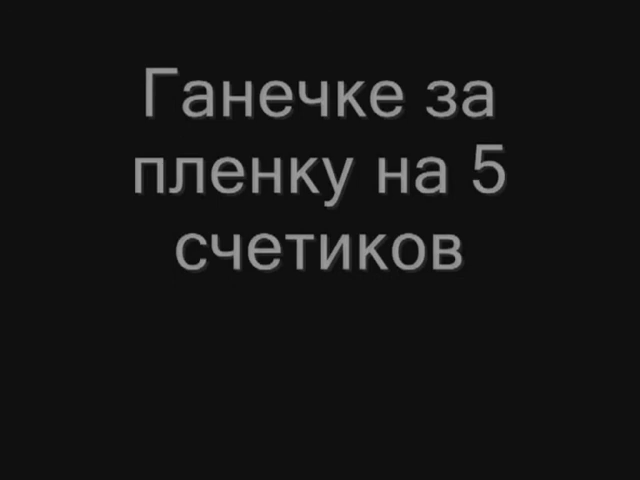 Ганечке за
пленку на 5
счетиков